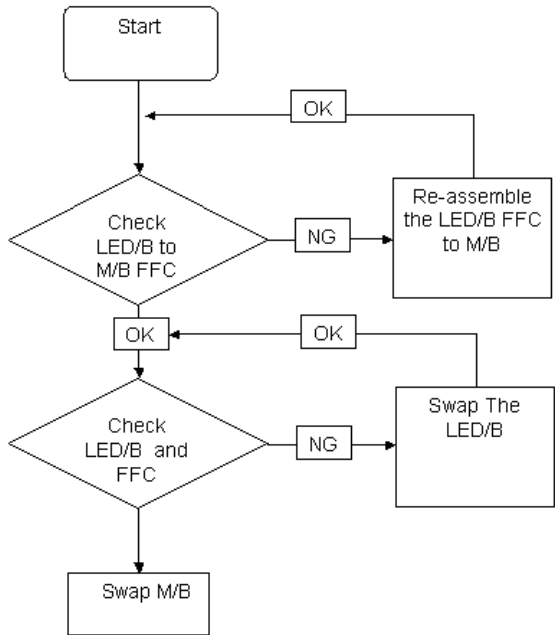 Start
OK
Check
LED/B to
M/B FFC
NG
Re-assemble
the LED/B FFC
to M/B
OK
OK
Check
LED/B and
FFC
NG
Swap The
LED/B
Swap M/B